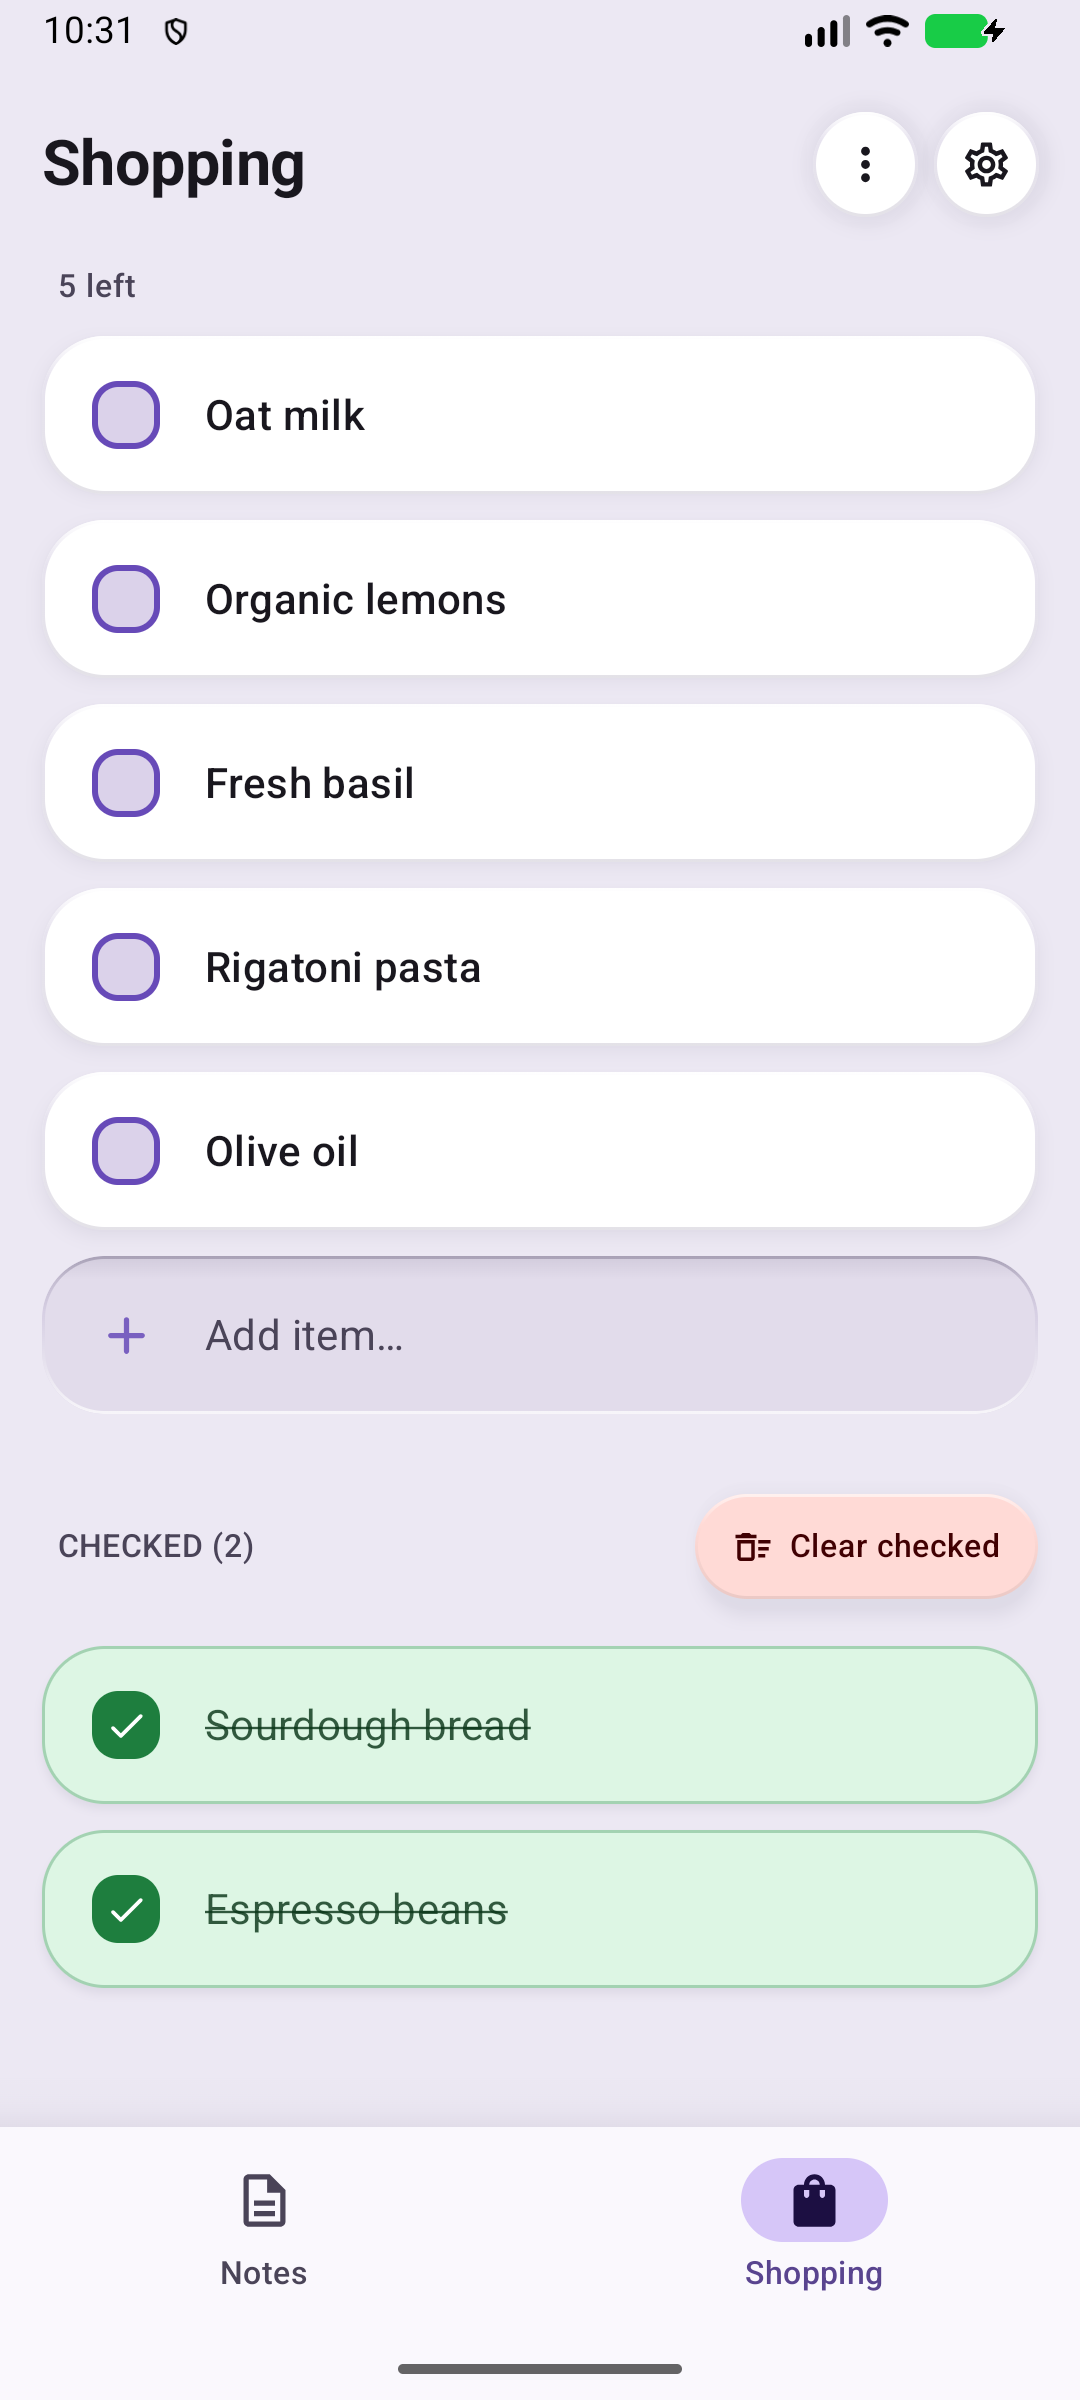 10:31
Shopping
5 left
Oat milk
Organic lemons
Fresh basil
Rigatoni pasta
Olive oil
Add item...
CHECKED (2)
Clear checked
Sourdough bread
Espresso beans
Notes
Shopping